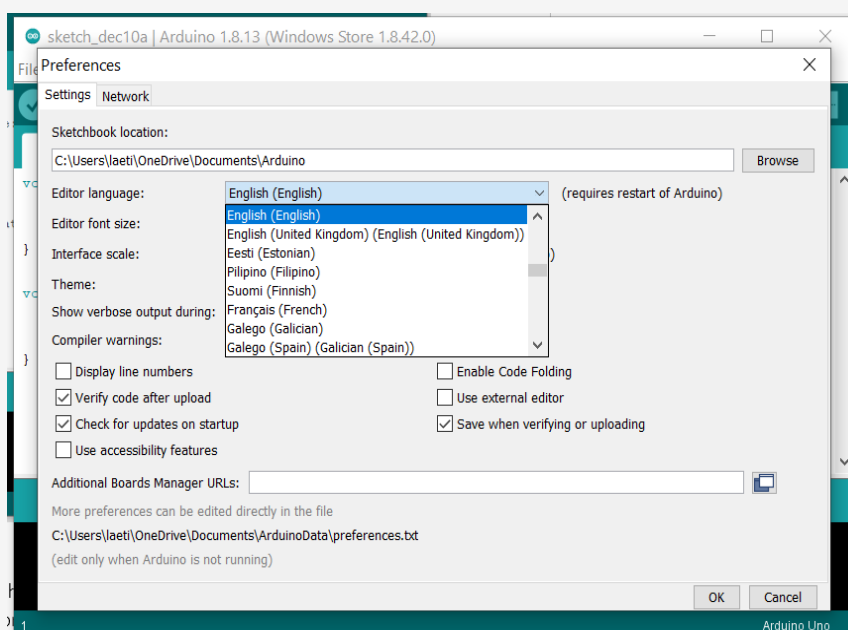 sketch_dec10a | Arduino 1.8.13 (Windows Store 1.8.42.0)
File
Preferences
Settings Network
Sketchbook location:
C:\Users\laeti\OneDrive\Documents\Arduino Browse
Editor language: English (English) (requires restart of Arduino)
Editor font size: English (English)
English (United Kingdom) (English (United Kingdom))
Interface scale: Eesti (Estonian) )
Pilipino (Filipino)
Theme: Suomi (Finnish)
Show verbose output during: Français (French)
Galego (Galician)
Compiler warnings: Galego (Spain) (Galician (Spain))
}
}
Display line numbers Enable Code Folding
Verify code after upload Use external editor
Check for updates on startup Save when verifying or uploading
Use accessibility features
Additional Boards Manager URLs:
More preferences can be edited directly in the file
C:\Users\laeti\OneDrive\Documents\ArduinoData\preferences.txt
(edit only when Arduino is not running)
OK Cancel
1 Arduino Uno